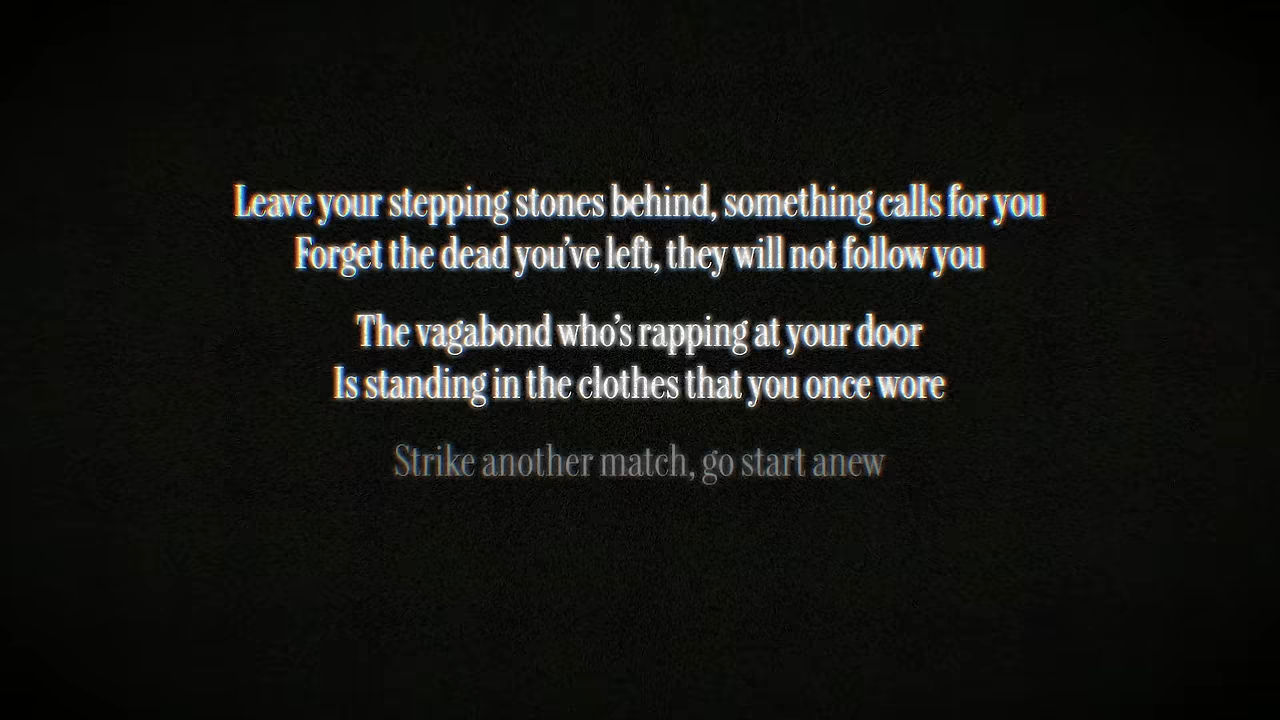 Leave your stepping stones behind, something calls for you
Forget the dead you’ve left, they will not follow you
The vagabond who’s rapping at your door
Is standing in the clothes that you once wore
Strike another match, go start anew